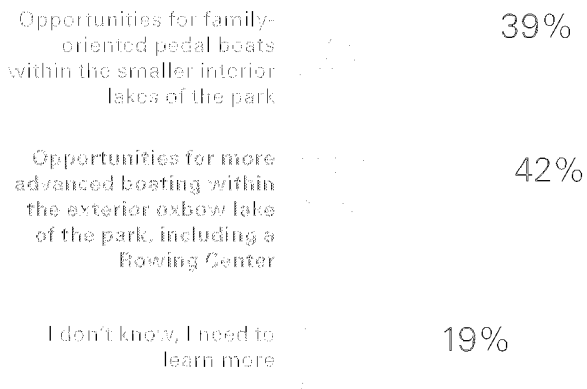 Opportunities for family-
oriented pedal boats
within the smaller interior
lakes of the park
39%
Opportunities for more
advanced boating within
the exterior oxbow lake
of the park, including a
Rowing Center
42%
I don't know, I need to
learn more
19%